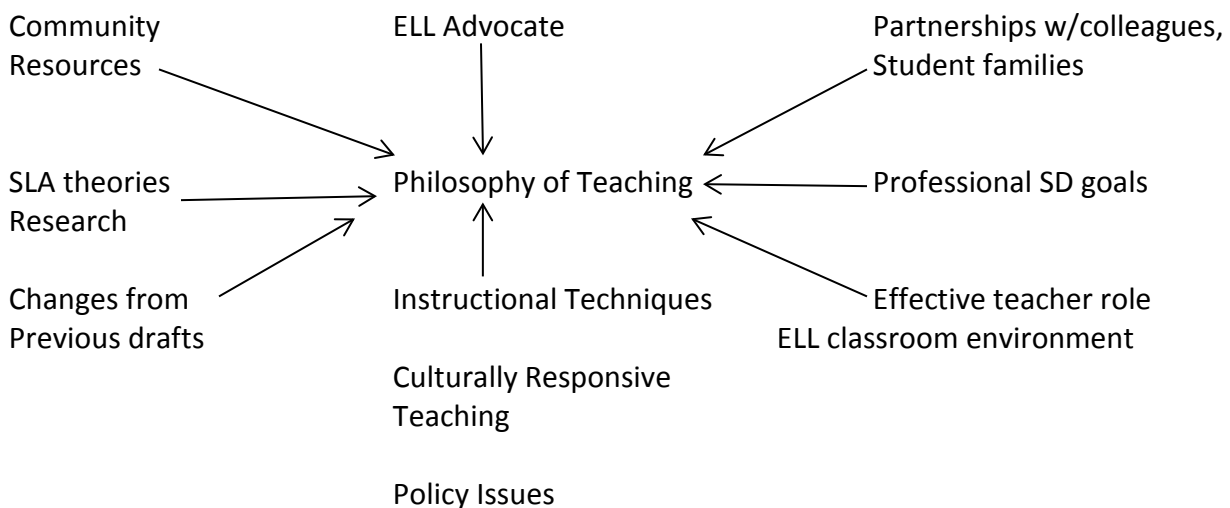 Community
Resources
ELL Advocate
Partnerships w/colleagues,
Student families
SLA theories
Research
Philosophy of Teaching
Professional SD goals
Changes from
Previous drafts
Instructional Techniques
Effective teacher role
ELL classroom environment
Culturally Responsive
Teaching
Policy Issues